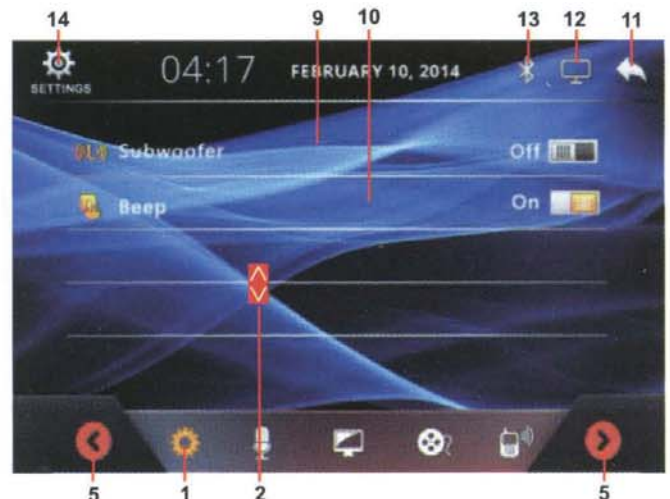 14 9 10 13 12 11
SETTINGS 04:17 FEBRUARY 10, 2014
Subwoofer Off
Beep On
5 1 2 5